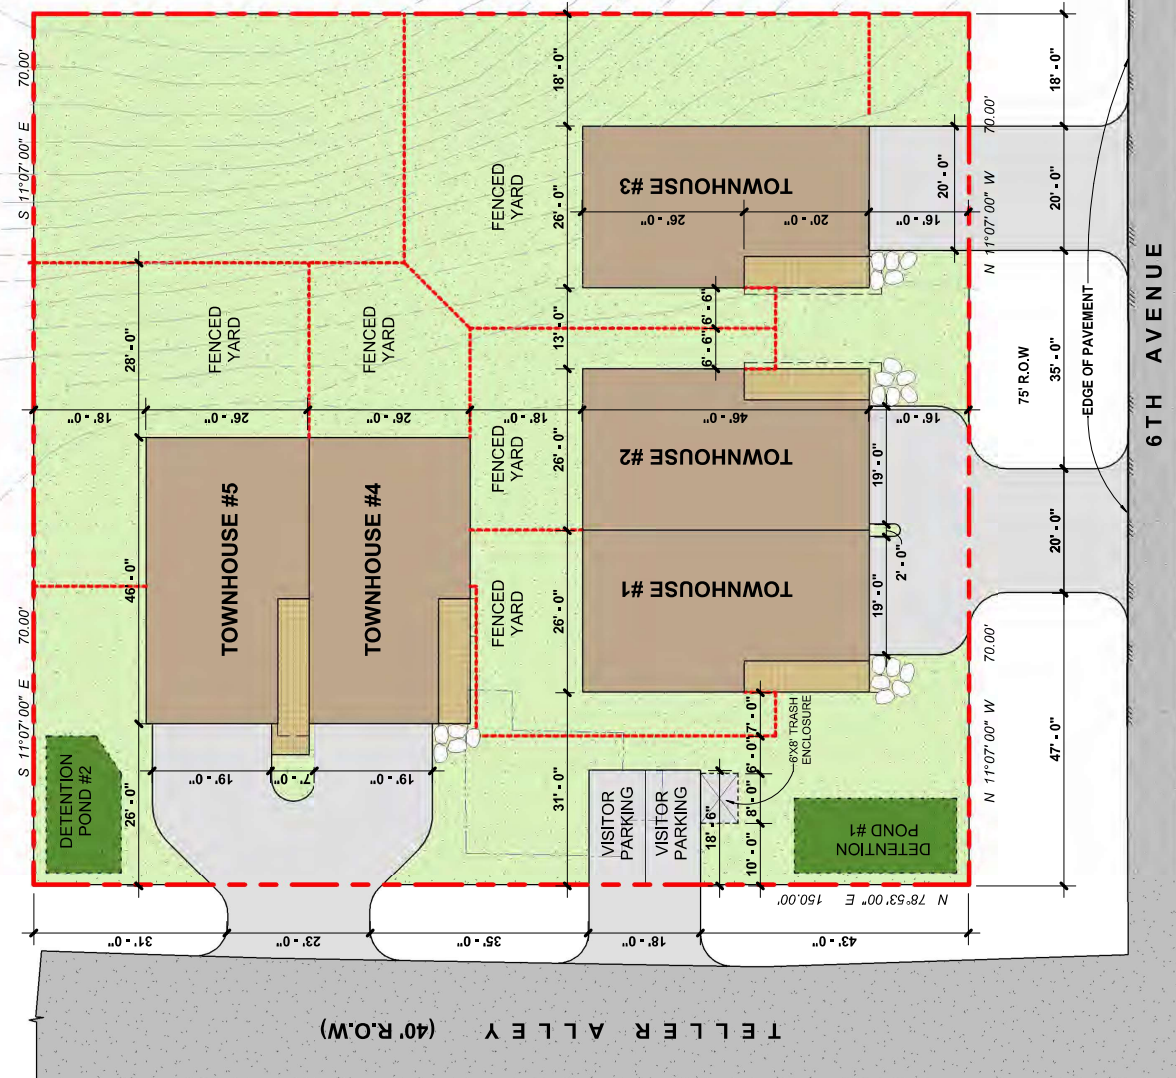 S 11°07' 00" E
70.00'
S 11°07' 00" E
70.00'
18' - 0"
18' - 0"
70.00'
N 11°07' 00" W
FENCED
YARD
26' - 0"
TOWNHOUSE #3
26' - 0"
20' - 0"
16' - 0"
20' - 0"
20' - 0"
28' - 0"
FENCED
YARD
FENCED
YARD
13' - 0"
6' - 6"
6' - 6"
75' R.O.W
35' - 0"
EDGE OF PAVEMENT
6TH AVENUE
18' - 0"
26' - 0"
26' - 0"
18' - 0"
46' - 0"
16' - 0"
FENCED
YARD
26' - 0"
TOWNHOUSE #2
19' - 0"
TOWNHOUSE #5
TOWNHOUSE #4
46' - 0"
20' - 0"
2' - 0"
FENCED
YARD
26' - 0"
TOWNHOUSE #1
19' - 0"
70.00'
N 11°07' 00" W
7' - 0"
6' - 0"
8' - 0"
10' - 0"
6'X8' TRASH
ENCLOSURE
47' - 0"
DETENTION
POND #2
26' - 0"
19' - 0"
7' - 0"
19' - 0"
31' - 0"
VISITOR
PARKING
VISITOR
PARKING
18' - 6"
DETENTION
POND #1
N 78°53' 00" E 150.00'
31' - 0"
23' - 0"
35' - 0"
18' - 0"
43' - 0"
TELLER ALLEY (40' R.O.W)